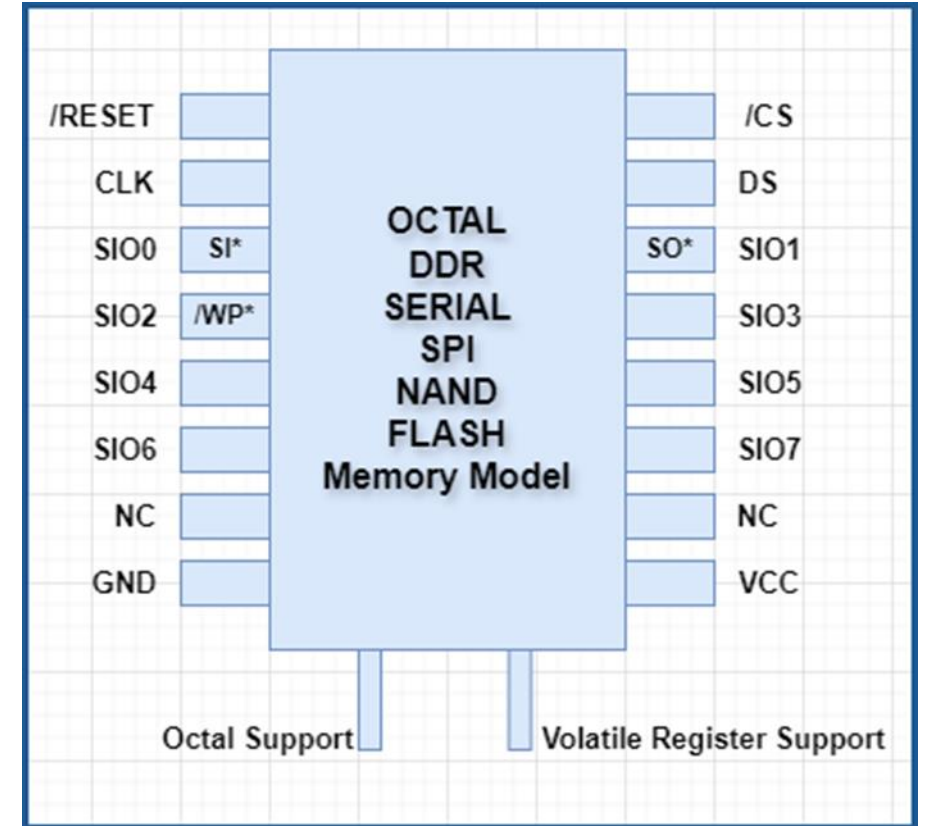 /RESET /CS
CLK DS
SIO0 SI* SO* SIO1
SIO2 /WP* SIO3
SIO4 SIO5
SIO6 SIO7
NC NC
GND VCC
OCTAL
DDR
SERIAL
SPI
NAND
FLASH
Memory Model
Octal Support
Volatile Register Support